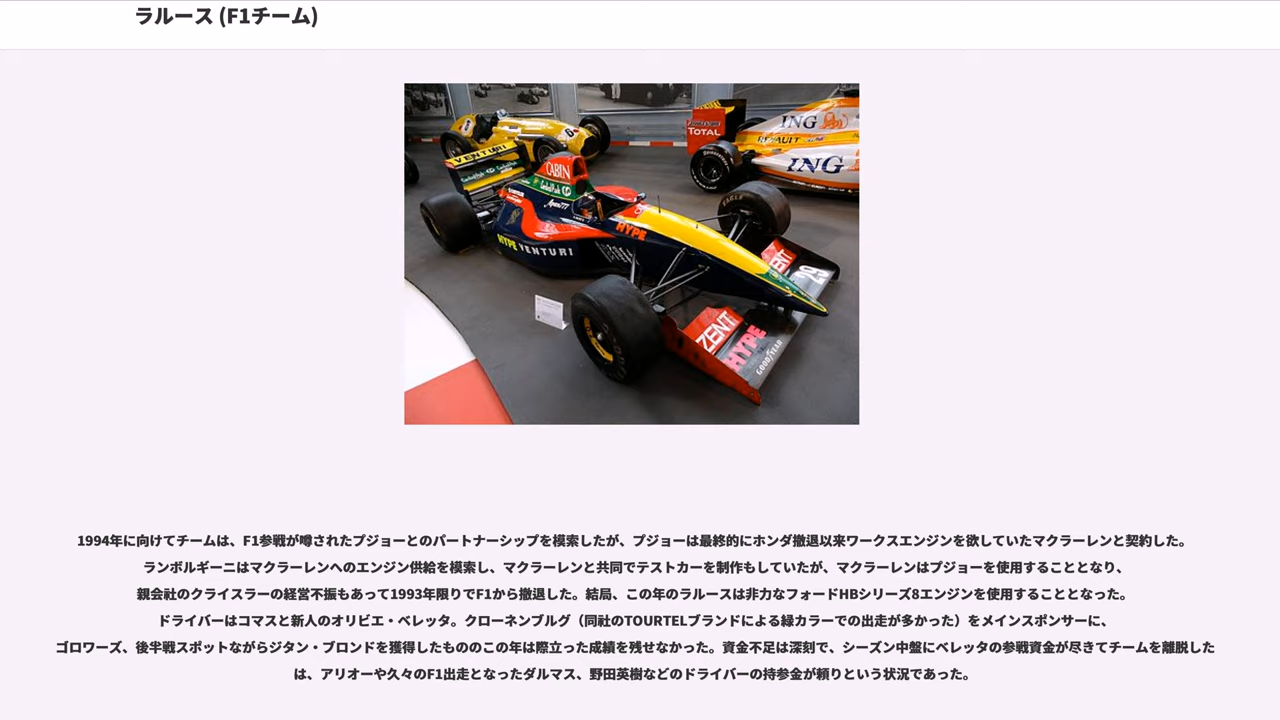 ラルース (F1チーム)
ING
TOTAL
RENAULT
ING
6
VENTURI
CABIN
EAGLE
HYPE
HYPE VENTURI
29
ZENT
HYPE
GOOD YEAR
1994年に向けてチームは、F1参戦が噂されたプジョーとのパートナーシップを模索したが、プジョーは最終的にホンダ撤退以来ワークスエンジンを欲していたマクラーレンと契約した。
ランボルギーニはマクラーレンへのエンジン供給を模索し、マクラーレンと共同でテストカーを制作もしていたが、マクラーレンはプジョーを使用することとなり、
親会社のクライスラーの経営不振もあって1993年限りでF1から撤退した。結局、この年のラルースは非力なフォードHBシリーズ8エンジンを使用することとなった。
ドライバーはコマスと新人のオリビエ・ベレッタ。クローネンブルグ（同社のTOURTELブランドによる緑カラーでの出走が多かった）をメインスポンサーに、
ゴロワーズ、後半戦スポットながらジタン・ブロンドを獲得したもののこの年は際立った成績を残せなかった。資金不足は深刻で、シーズン中盤にベレッタの参戦資金が尽きてチームを離脱した
は、アリオーや久々のF1出走となったダルマス、野田英樹などのドライバーの持参金が頼りという状況であった。